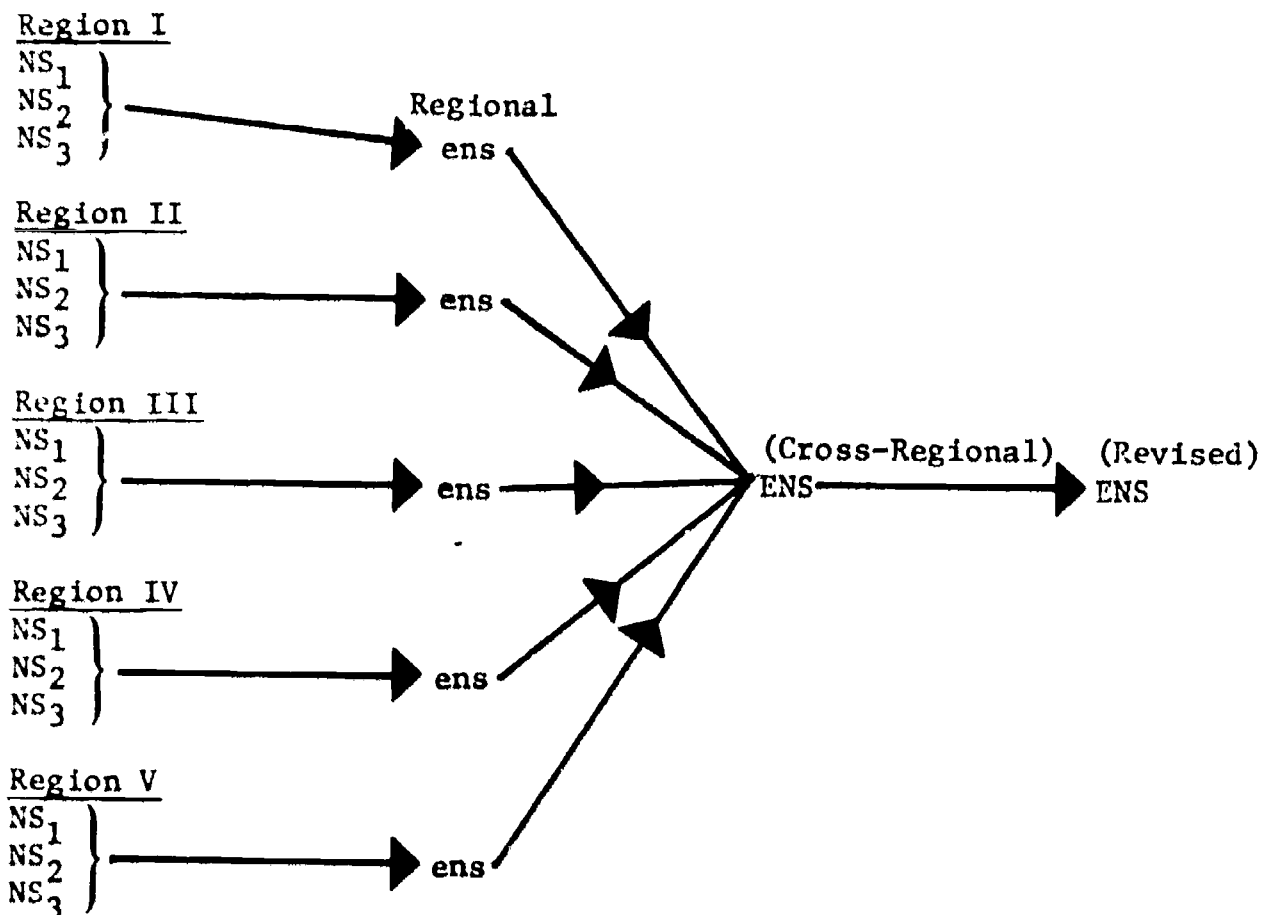 Region I
NS1
NS2
NS3
Regional
ens
Region II
NS1
NS2
NS3
ens
Region III
NS1
NS2
NS3
ens
(Cross-Regional)
ENS
(Revised)
ENS
Region IV
NS1
NS2
NS3
ens
Region V
NS1
NS2
NS3
ens